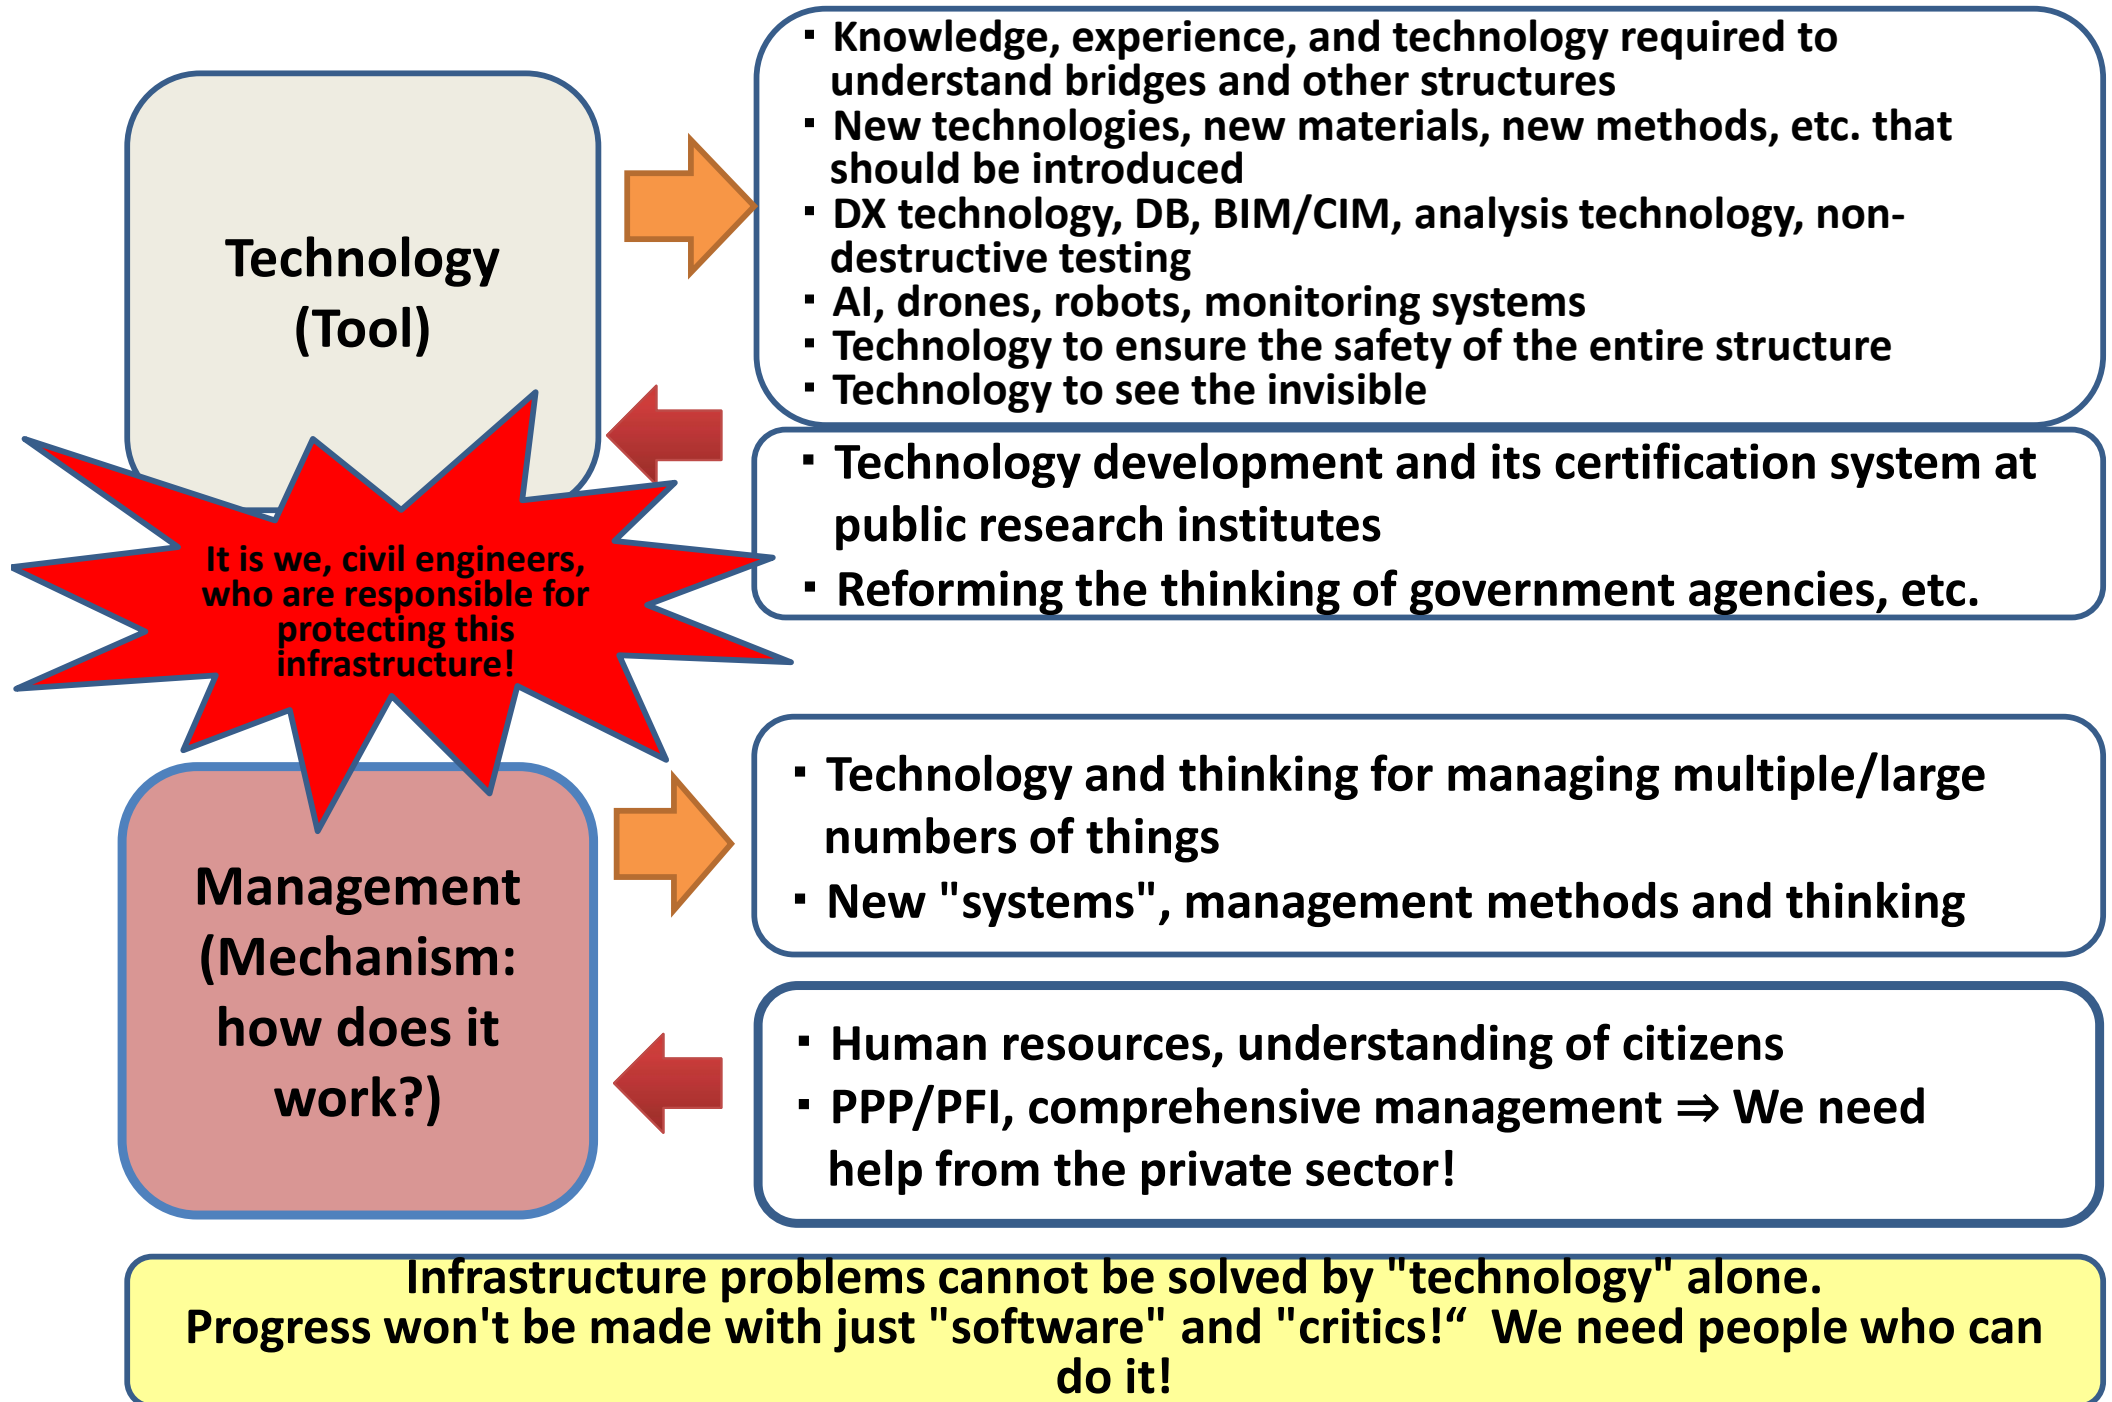 Technology
(Tool)
▪ Knowledge, experience, and technology required to
understand bridges and other structures
▪ New technologies, new materials, new methods, etc. that
should be introduced
▪ DX technology, DB, BIM/CIM, analysis technology, non-
destructive testing
▪ AI, drones, robots, monitoring systems
▪ Technology to ensure the safety of the entire structure
▪ Technology to see the invisible
▪ Technology development and its certification system at
public research institutes
▪ Reforming the thinking of government agencies, etc.
It is we, civil engineers,
who are responsible for
protecting this
infrastructure!
Management
(Mechanism:
how does it
work?)
▪ Technology and thinking for managing multiple/large
numbers of things
▪ New "systems", management methods and thinking
▪ Human resources, understanding of citizens
▪ PPP/PFI, comprehensive management ⇒ We need
help from the private sector!
Infrastructure problems cannot be solved by "technology" alone.
Progress won't be made with just "software" and "critics!“ We need people who can
do it!